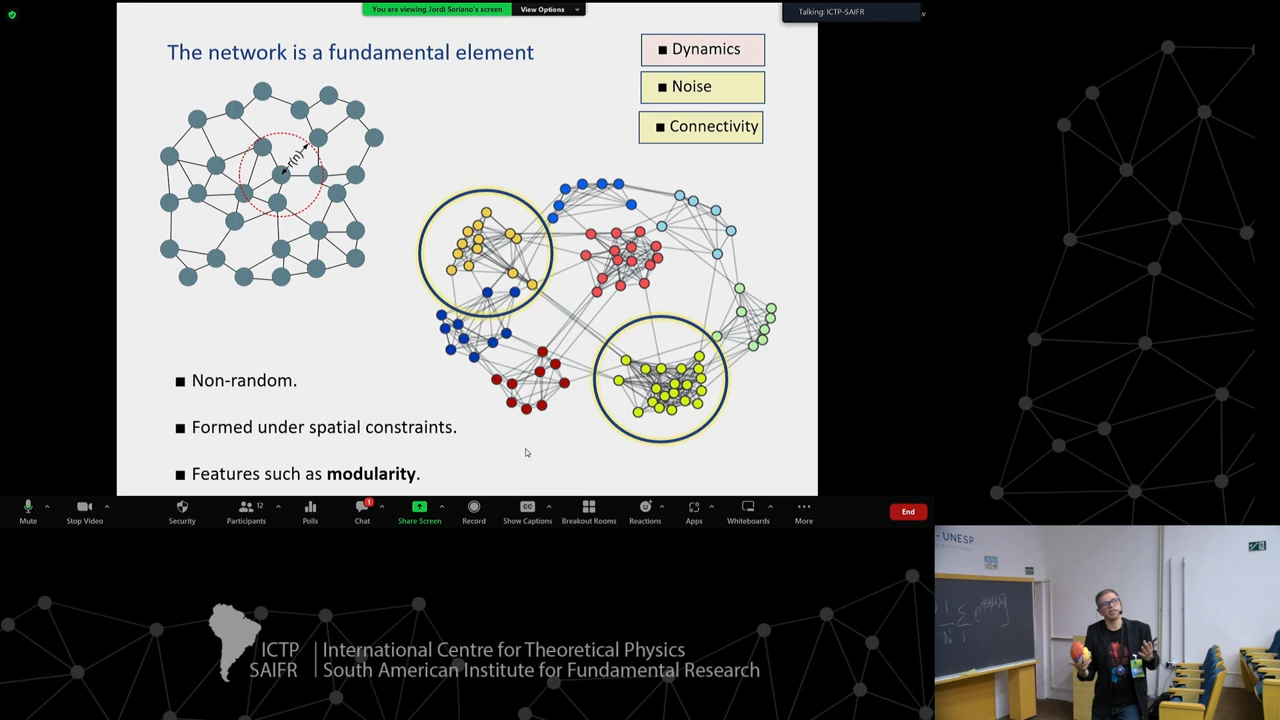 You are viewing Jordi Soriano's screen
View Options
Talking: ICTP-SAIFR
The network is a fundamental element
■ Dynamics
■ Noise
■ Connectivity
r(n)
■ Non-random.
■ Formed under spatial constraints.
■ Features such as modularity.
Mute
Stop Video
Security
12
Participants
Polls
1
Chat
Share Screen
Record
CC
Show Captions
Breakout Rooms
Reactions
Apps
Whiteboards
More
End
- UNESP
ICTP
SAIFR
International Centre for Theoretical Physics
South American Institute for Fundamental Research